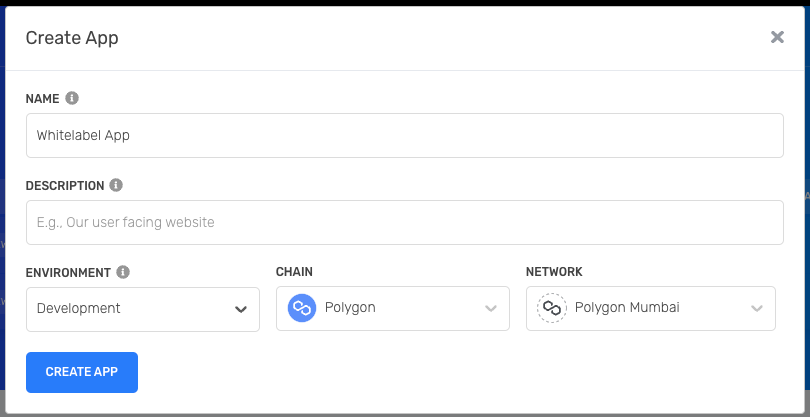 Create App
NAME
Whitelabel App
DESCRIPTION
E.g., Our user facing website
ENVIRONMENT CHAIN NETWORK
Development Polygon Polygon Mumbai
CREATE APP